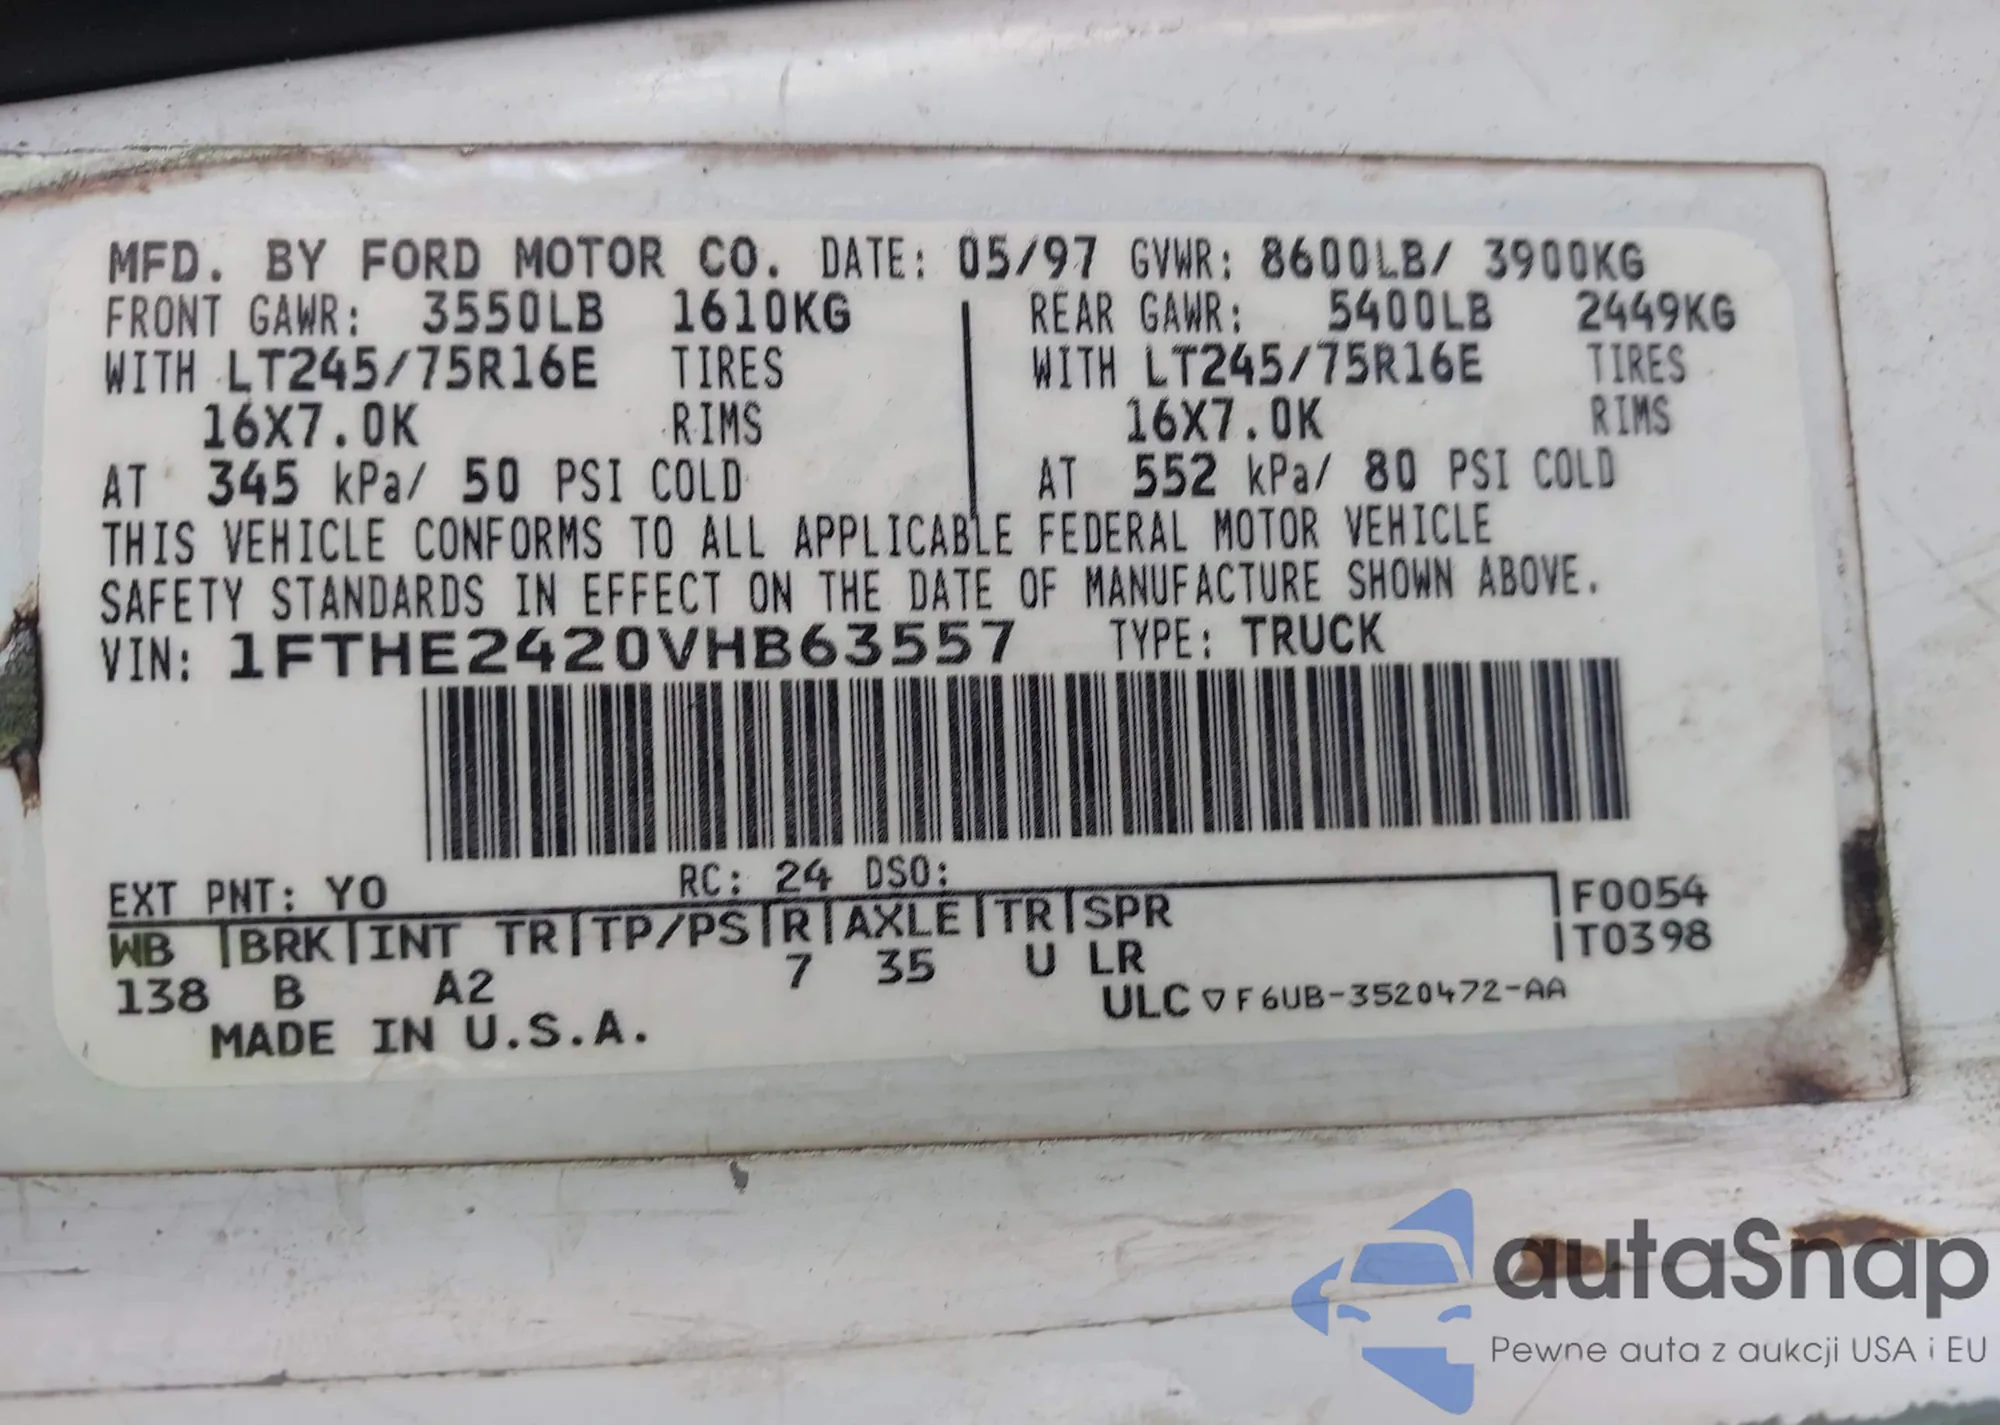 MFD. BY FORD MOTOR CO. DATE: 05/97 GVWR: 8600LB/ 3900KG
FRONT GAWR: 3550LB 1610KG REAR GAWR: 5400LB 2449KG
WITH LT245/75R16E TIRES WITH LT245/75R16E TIRES
16X7.0K RIMS 16X7.0K RIMS
AT 345 kPa/ 50 PSI COLD AT 552 kPa/ 80 PSI COLD
THIS VEHICLE CONFORMS TO ALL APPLICABLE FEDERAL MOTOR VEHICLE
SAFETY STANDARDS IN EFFECT ON THE DATE OF MANUFACTURE SHOWN ABOVE.
VIN: 1FTHE2420VHB63557 TYPE: TRUCK
EXT PNT: YO RC: 24 DSO:
WB BRK INT TR TP/PS R AXLE TR SPR F0054
138 B A2 7 35 U LR T0398
MADE IN U.S.A. ULC ▽ F6UB-3520472-AA
autaSnap
Pewne auta z aukcji USA i EU